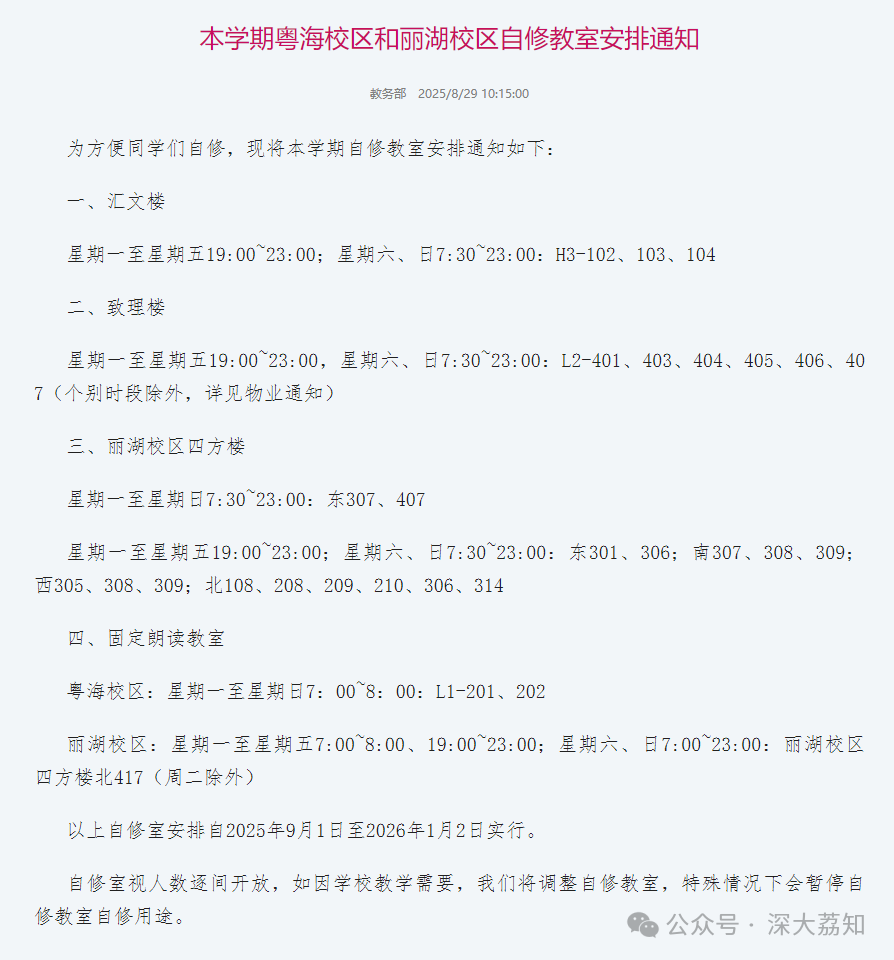 本学期粤海校区和丽湖校区自修教室安排通知
教务部 2025/8/29 10:15:00
为方便同学们自修，现将本学期自修教室安排通知如下：
一、汇文楼
星期一至星期五19:00~23:00；星期六、日7:30~23:00：H3-102、103、104
二、致理楼
星期一至星期五19:00~23:00，星期六、日7:30~23:00：L2-401、403、404、405、406、40
7（个别时段除外，详见物业通知）
三、丽湖校区四方楼
星期一至星期日7:30~23:00：东307、407
星期一至星期五19:00~23:00；星期六、日7:30~23:00：东301、306；南307、308、309；
西305、308、309；北108、208、209、210、306、314
四、固定朗读教室
粤海校区：星期一至星期日7：00~8：00：L1-201、202
丽湖校区：星期一至星期五7:00~8:00、19:00~23:00；星期六、日7:00~23:00：丽湖校区
四方楼北417（周二除外）
以上自修室安排自2025年9月1日至2026年1月2日实行。
自修室视人数逐间开放，如因学校教学需要，我们将调整自修教室，特殊情况下会暂停自
修教室自修用途。
公众号 · 深大荔知